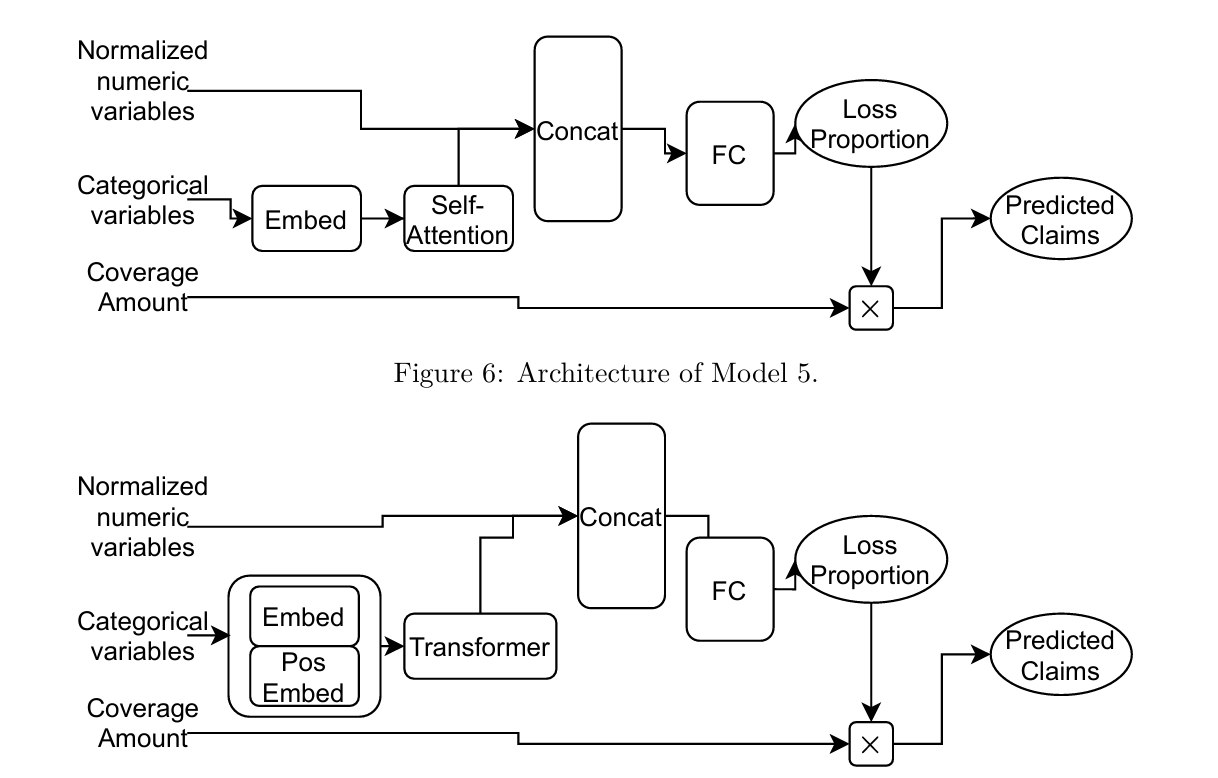 Normalized
numeric
variables
Concat
Loss
Proportion
FC
Categorical
variables
Embed
Self-
Attention
Predicted
Claims
Coverage
Amount
×
Figure 6: Architecture of Model 5.
Normalized
numeric
variables
Concat
Loss
Proportion
FC
Categorical
variables
Embed
Pos
Embed
Transformer
Predicted
Claims
Coverage
Amount
×